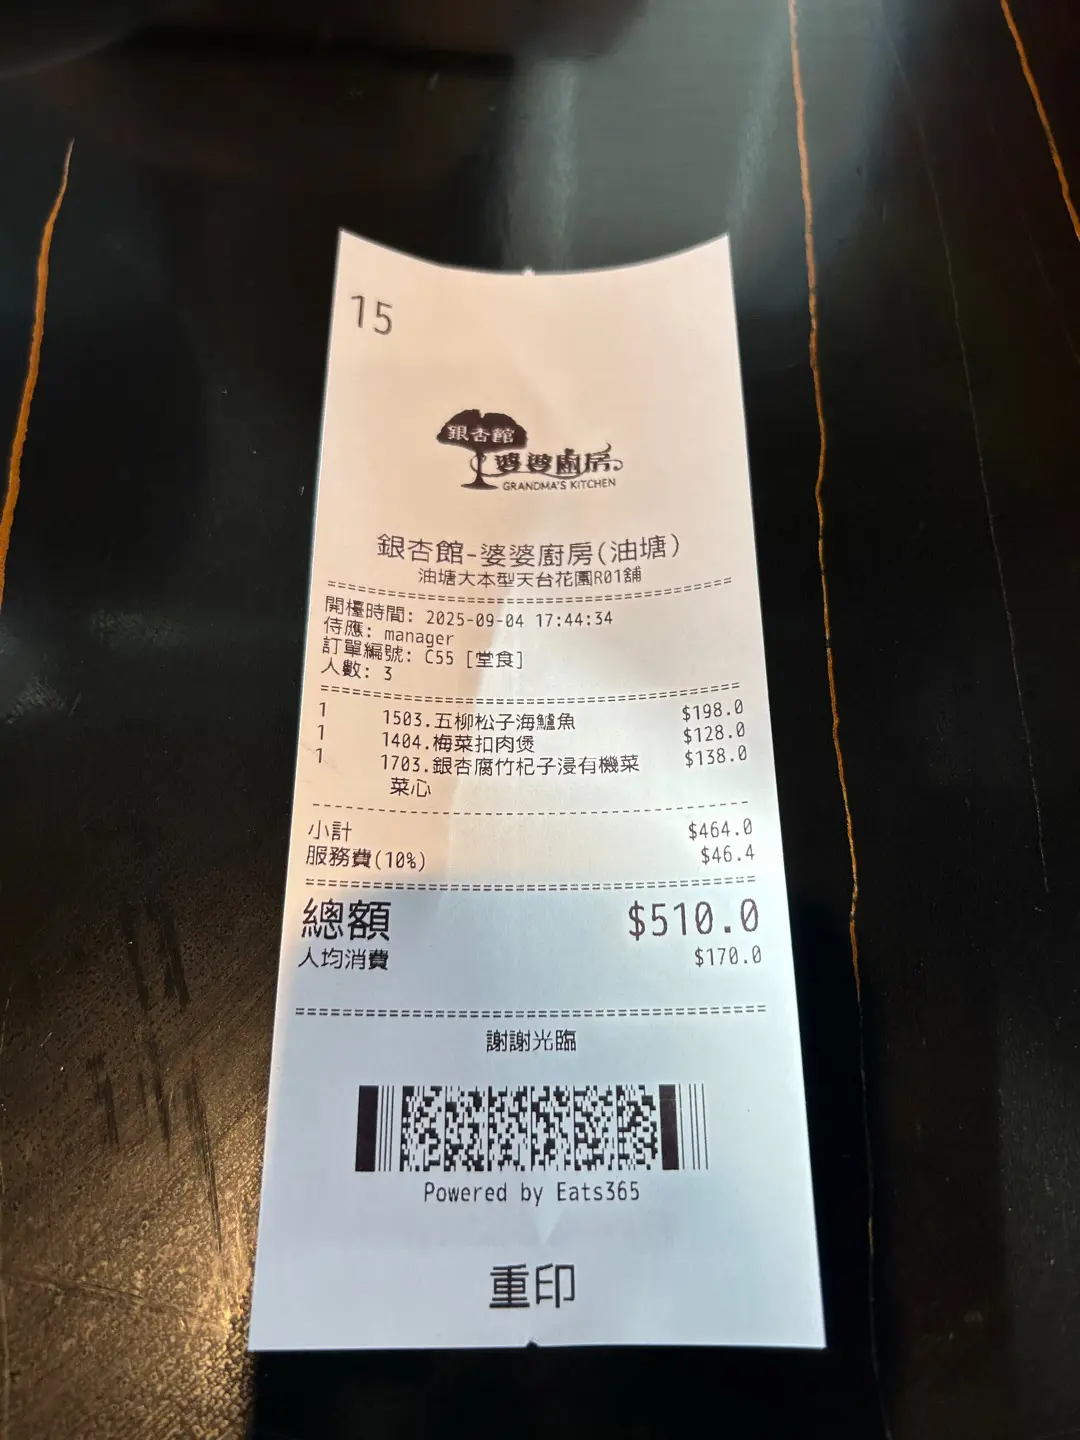 15
銀杏館
婆婆廚房
GRANDMA'S KITCHEN
銀杏館-婆婆廚房(油塘)
油塘大本型天台花園R01舖
開檯時間: 2025-09-04 17:44:34
侍應: manager
訂單編號: C55 [堂食]
人數: 3
1 1503.五柳松子海鱸魚 $198.0
1 1404.梅菜扣肉煲 $128.0
1 1703.銀杏腐竹杞子浸有機菜 $138.0
菜心
小計 $464.0
服務費(10%) $46.4
總額 $510.0
人均消費 $170.0
謝謝光臨
Powered by Eats365
重印